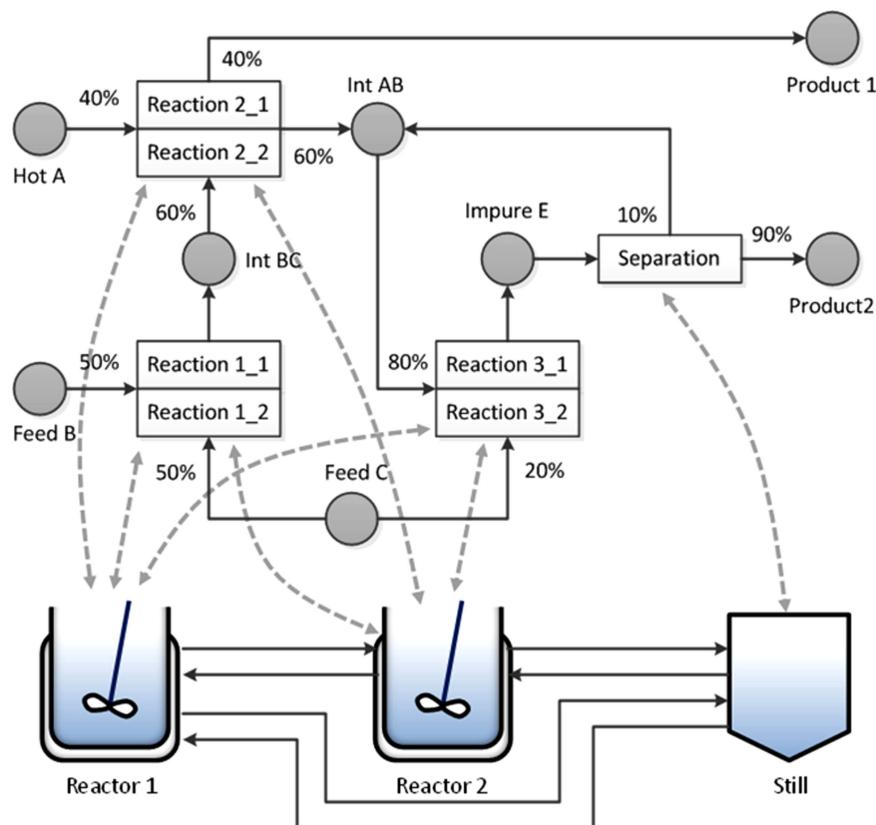 40%
Product 1
40%
Int AB
Reaction 2_1
Reaction 2_2
Hot A
60%
60%
Int BC
Impure E
10%
90%
Separation
Product2
50%
Reaction 1_1
Reaction 1_2
Feed B
80%
Reaction 3_1
Reaction 3_2
50%
Feed C
20%
Reactor 1
Reactor 2
Still